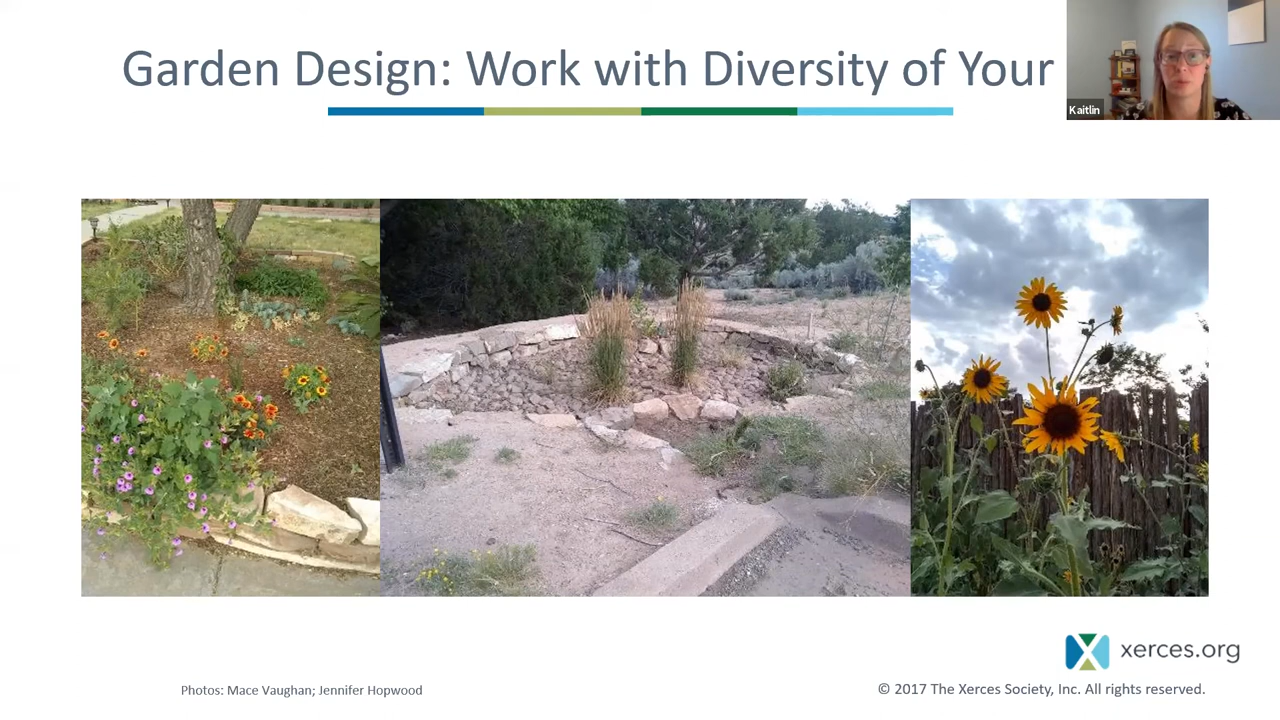 Garden Design: Work with Diversity of Your
Kaitlin
xerces.org
Photos: Mace Vaughan; Jennifer Hopwood
© 2017 The Xerces Society, Inc. All rights reserved.